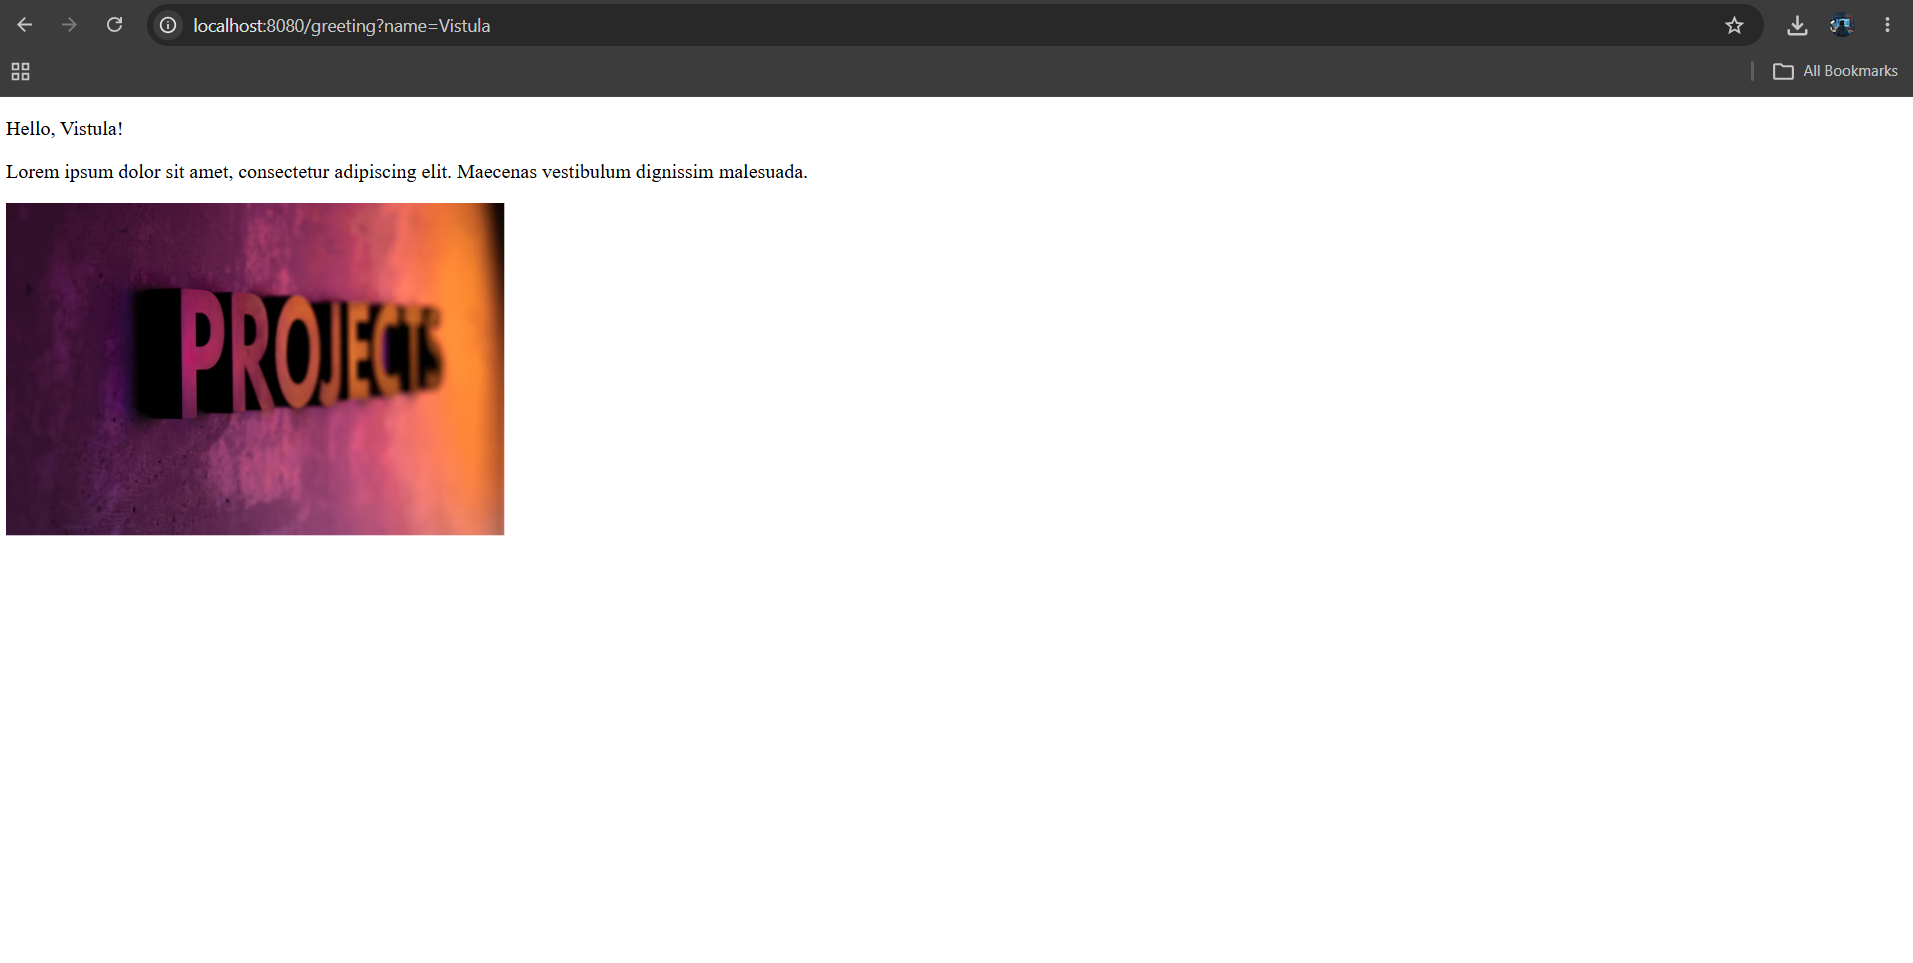 localhost:8080/greeting?name=Vistula
All Bookmarks
Hello, Vistula!
Lorem ipsum dolor sit amet, consectetur adipiscing elit. Maecenas vestibulum dignissim malesuada.
PROJECTS